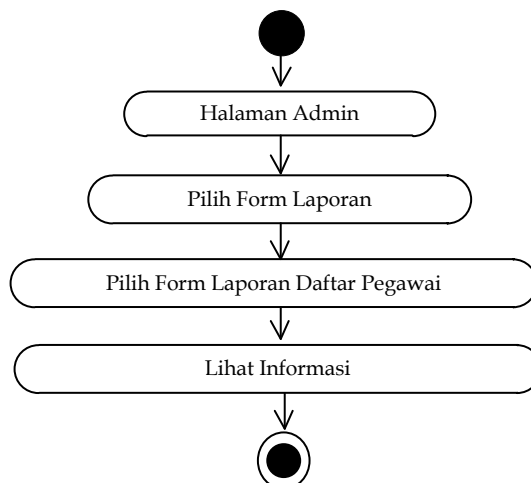 Halaman Admin
Pilih Form Laporan
Pilih Form Laporan Daftar Pegawai
Lihat Informasi